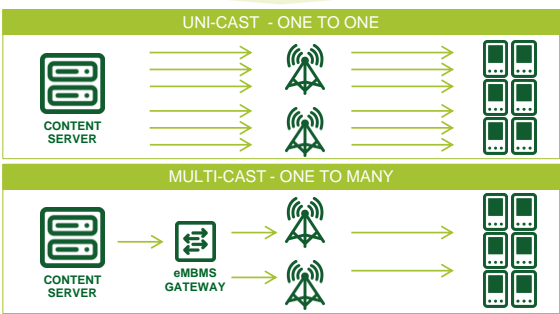 UNI-CAST - ONE TO ONE
CONTENT
SERVER
MULTI-CAST - ONE TO MANY
CONTENT
SERVER
eMBMS
GATEWAY